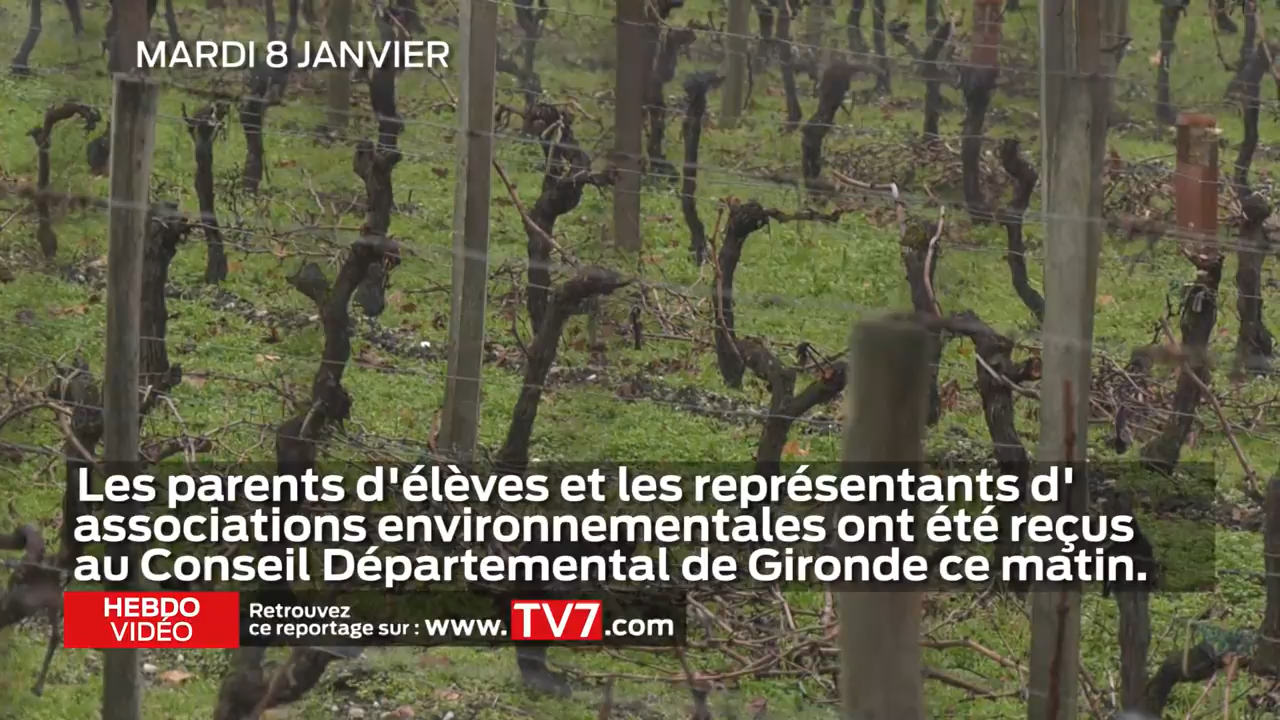 MARDI 8 JANVIER
Les parents d'élèves et les représentants d'
associations environnementales ont été reçus
au Conseil Départemental de Gironde ce matin.
HEBDO
VIDÉO
Retrouvez
ce reportage sur : www.TV7.com